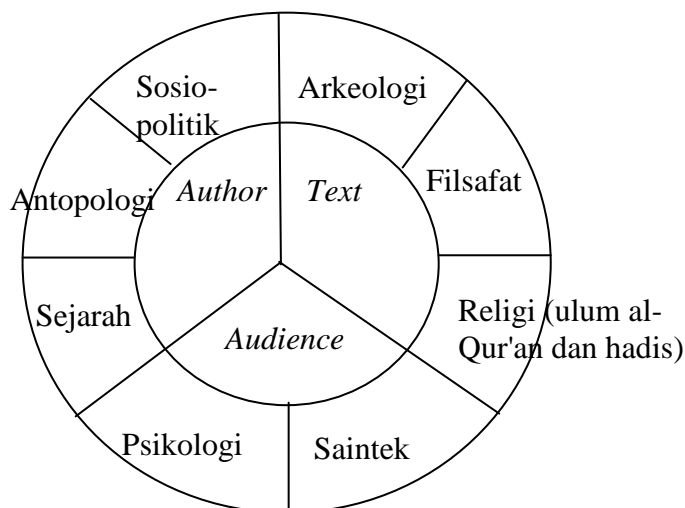 Sosio-
politik
Arkeologi
Antopologi
Author
Text
Filsafat
Sejarah
Audience
Religi (ulum al-
Qur'an dan hadis)
Psikologi
Saintek